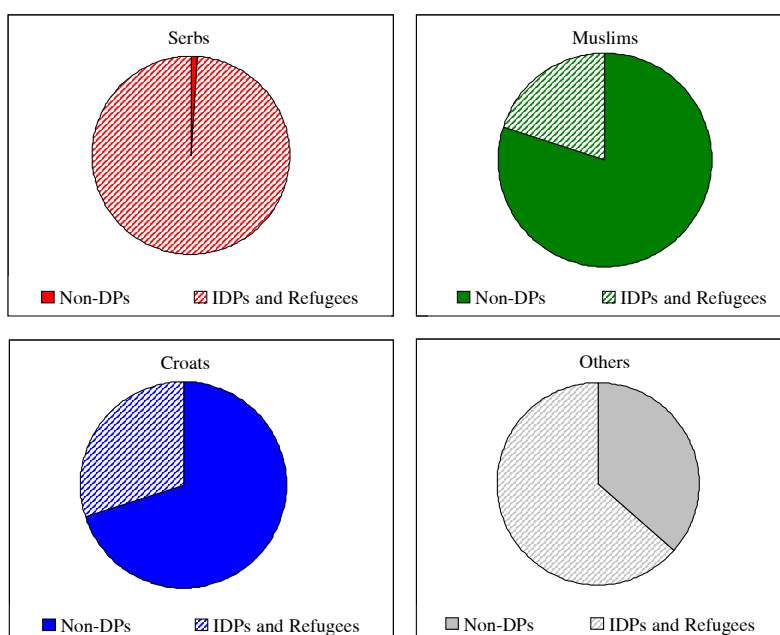 Serbs
Non-DPs IDPs and Refugees
Muslims
Non-DPs IDPs and Refugees
Croats
Non-DPs IDPs and Refugees
Others
Non-DPs IDPs and Refugees